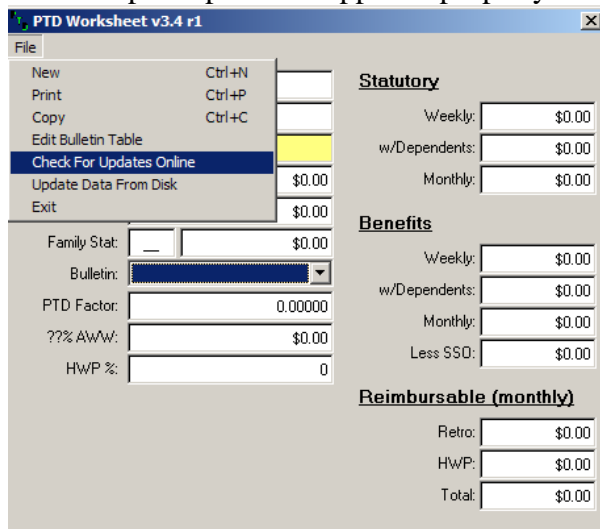 PTD Worksheet v3.4 r1
File
New Ctrl+N
Print Ctrl+P
Copy Ctrl+C
Edit Bulletin Table
Check For Updates Online
Update Data From Disk
Exit
$0.00
$0.00
Family Stat: __ $0.00
Bulletin:
PTD Factor: 0.00000
??% AWW: $0.00
HWP %: 0
Statutory
Weekly: $0.00
w/Dependents: $0.00
Monthly: $0.00
Benefits
Weekly: $0.00
w/Dependents: $0.00
Monthly: $0.00
Less SSO: $0.00
Reimbursable (monthly)
Retro: $0.00
HWP: $0.00
Total: $0.00